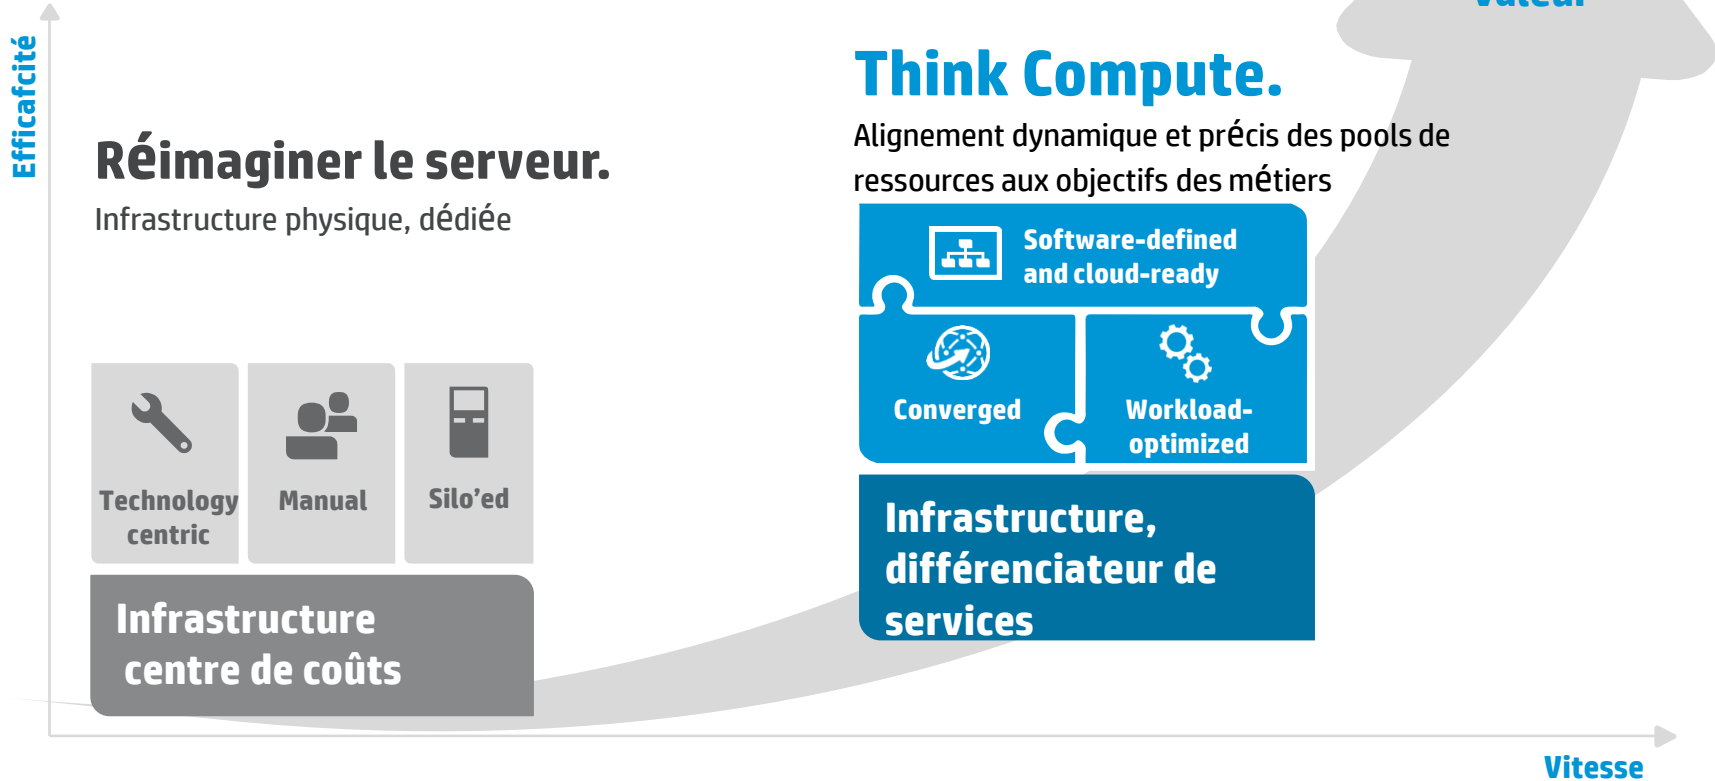 Valeur
Efficafcité
Think Compute.
Alignement dynamique et précis des pools de
ressources aux objectifs des métiers
Réimaginer le serveur.
Infrastructure physique, dédiée
Software-defined
and cloud-ready
Converged
Workload-
optimized
Technology
centric
Manual
Silo'ed
Infrastructure,
différenciateur de
services
Infrastructure
centre de coûts
Vitesse